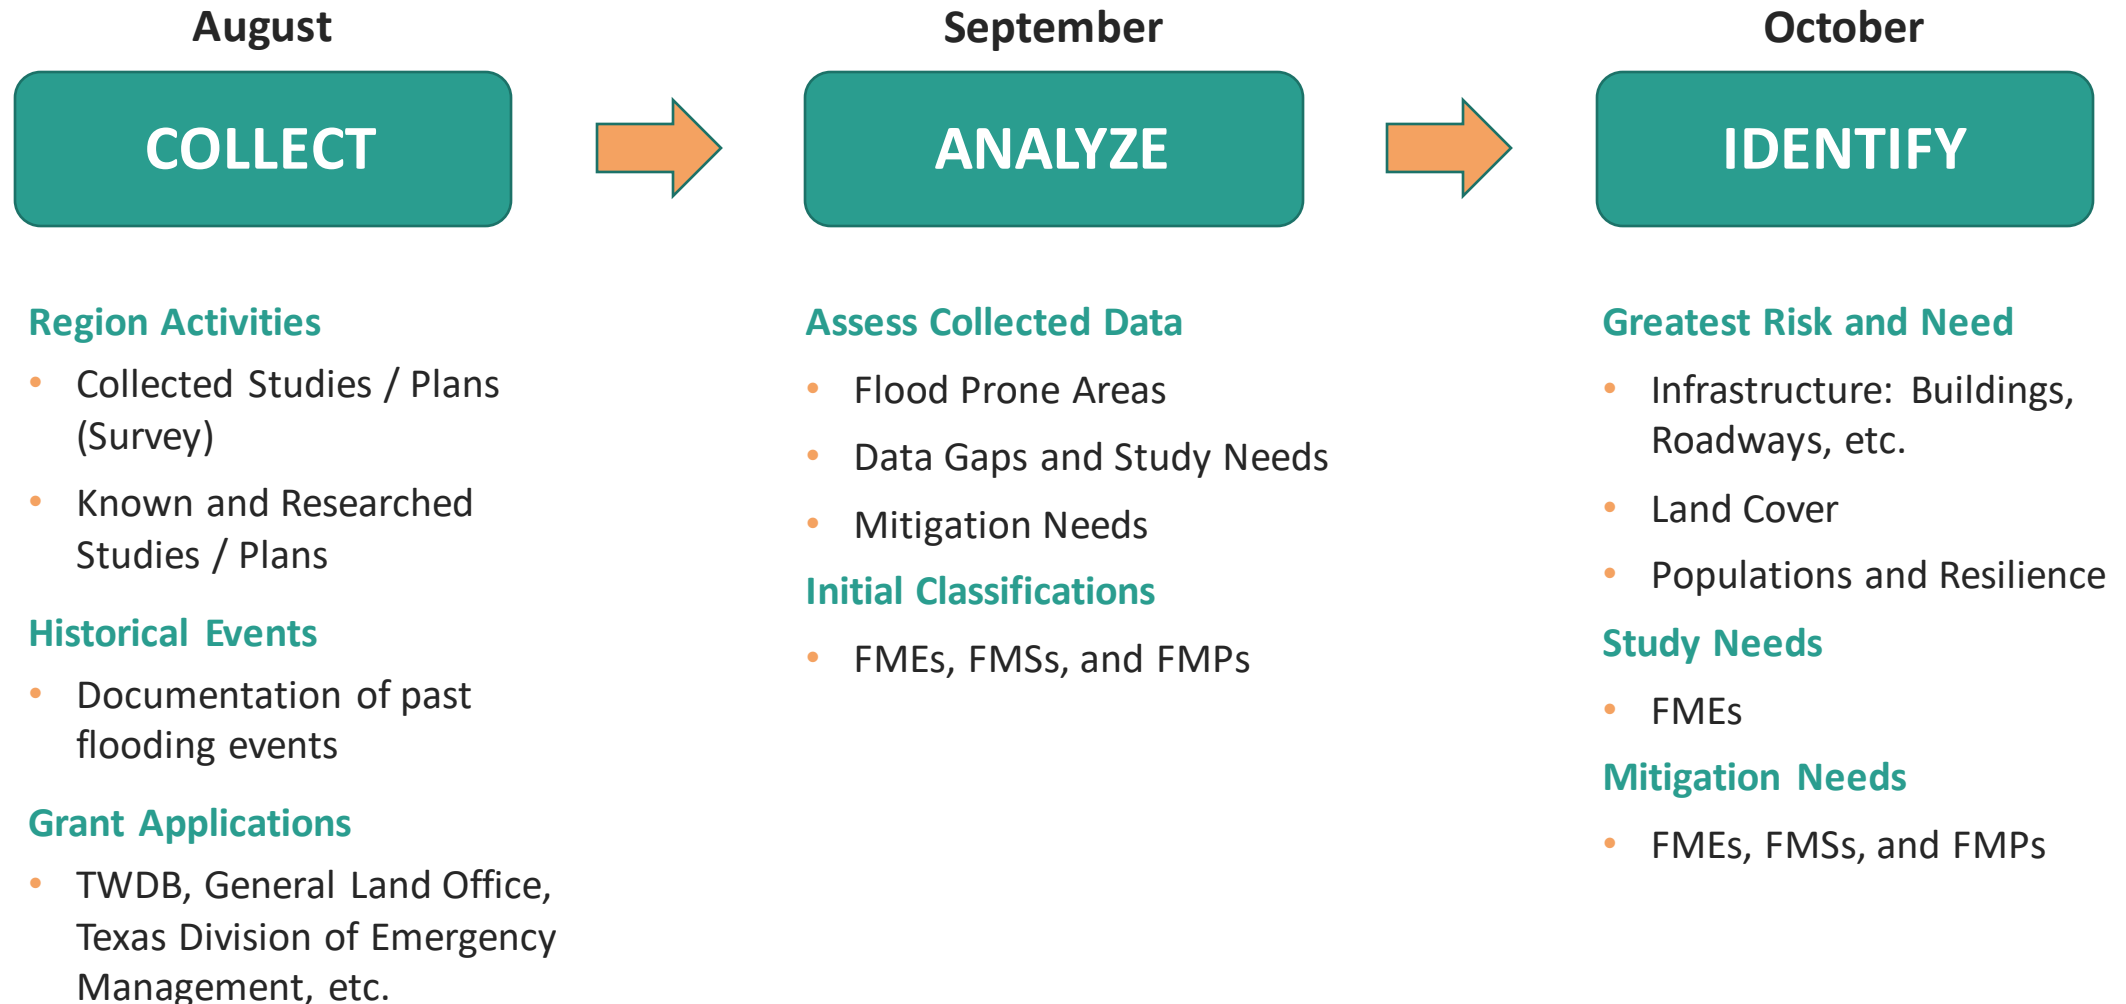 August
COLLECT
Region Activities
• Collected Studies / Plans
(Survey)
• Known and Researched
Studies / Plans
Historical Events
• Documentation of past
flooding events
Grant Applications
• TWDB, General Land Office,
Texas Division of Emergency
Management, etc.
September
ANALYZE
Assess Collected Data
• Flood Prone Areas
• Data Gaps and Study Needs
• Mitigation Needs
Initial Classifications
• FMEs, FMSs, and FMPs
October
IDENTIFY
Greatest Risk and Need
• Infrastructure: Buildings,
Roadways, etc.
• Land Cover
• Populations and Resilience
Study Needs
• FMEs
Mitigation Needs
• FMEs, FMSs, and FMPs